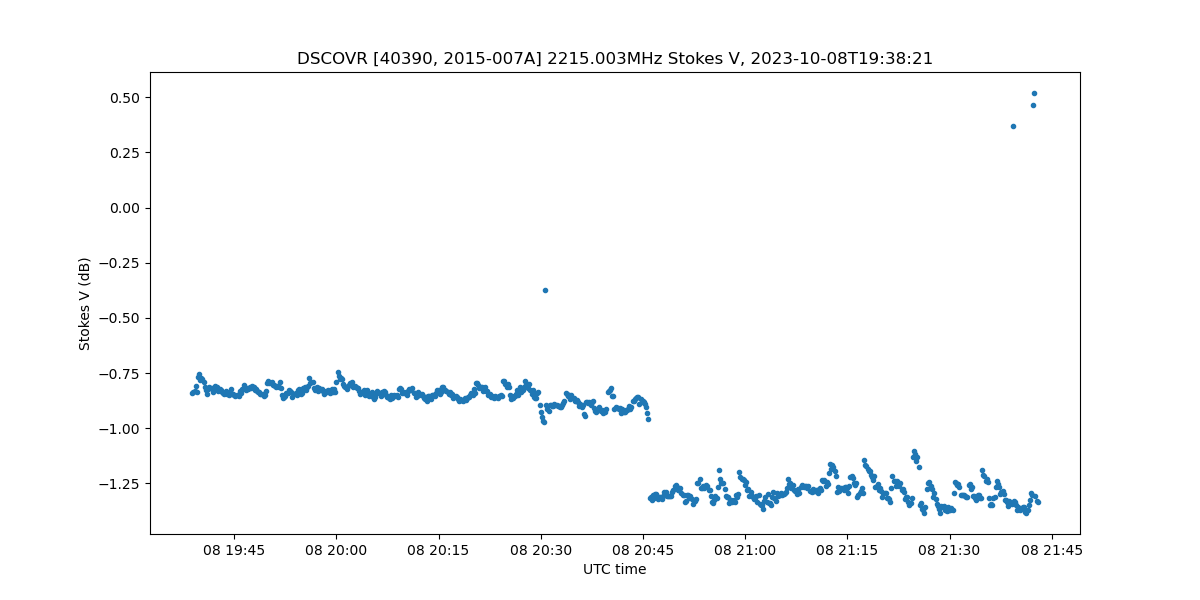 DSCOVR [40390, 2015-007A] 2215.003MHz Stokes V, 2023-10-08T19:38:21
Stokes V (dB)
0.50
0.25
0.00
−0.25
−0.50
−0.75
−1.00
−1.25
08 19:45 08 20:00 08 20:15 08 20:30 08 20:45 08 21:00 08 21:15 08 21:30 08 21:45
UTC time